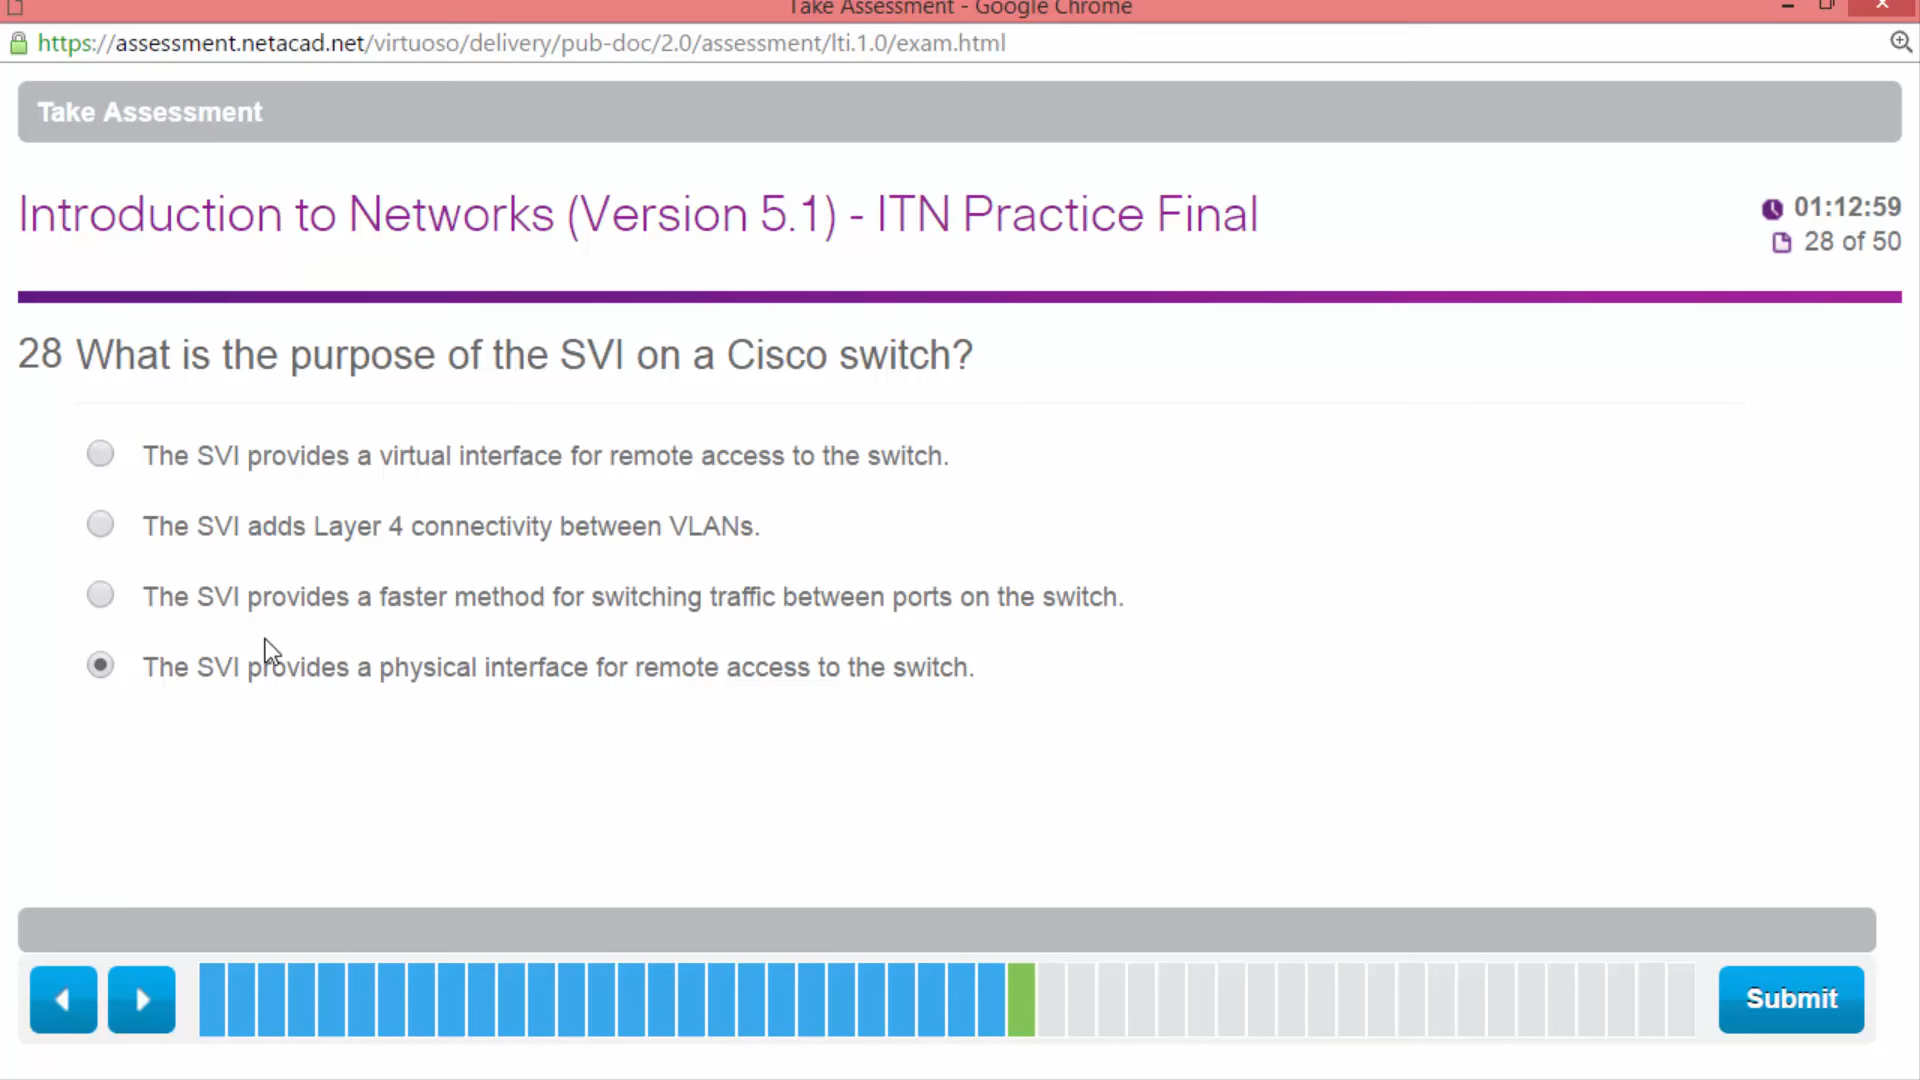 Take Assessment - Google Chrome
https://assessment.netacad.net/virtuoso/delivery/pub-doc/2.0/assessment/lti.1.0/exam.html
Take Assessment
Introduction to Networks (Version 5.1) - ITN Practice Final
01:12:59
28 of 50
28 What is the purpose of the SVI on a Cisco switch?
The SVI provides a virtual interface for remote access to the switch.
The SVI adds Layer 4 connectivity between VLANs.
The SVI provides a faster method for switching traffic between ports on the switch.
The SVI provides a physical interface for remote access to the switch.
Submit